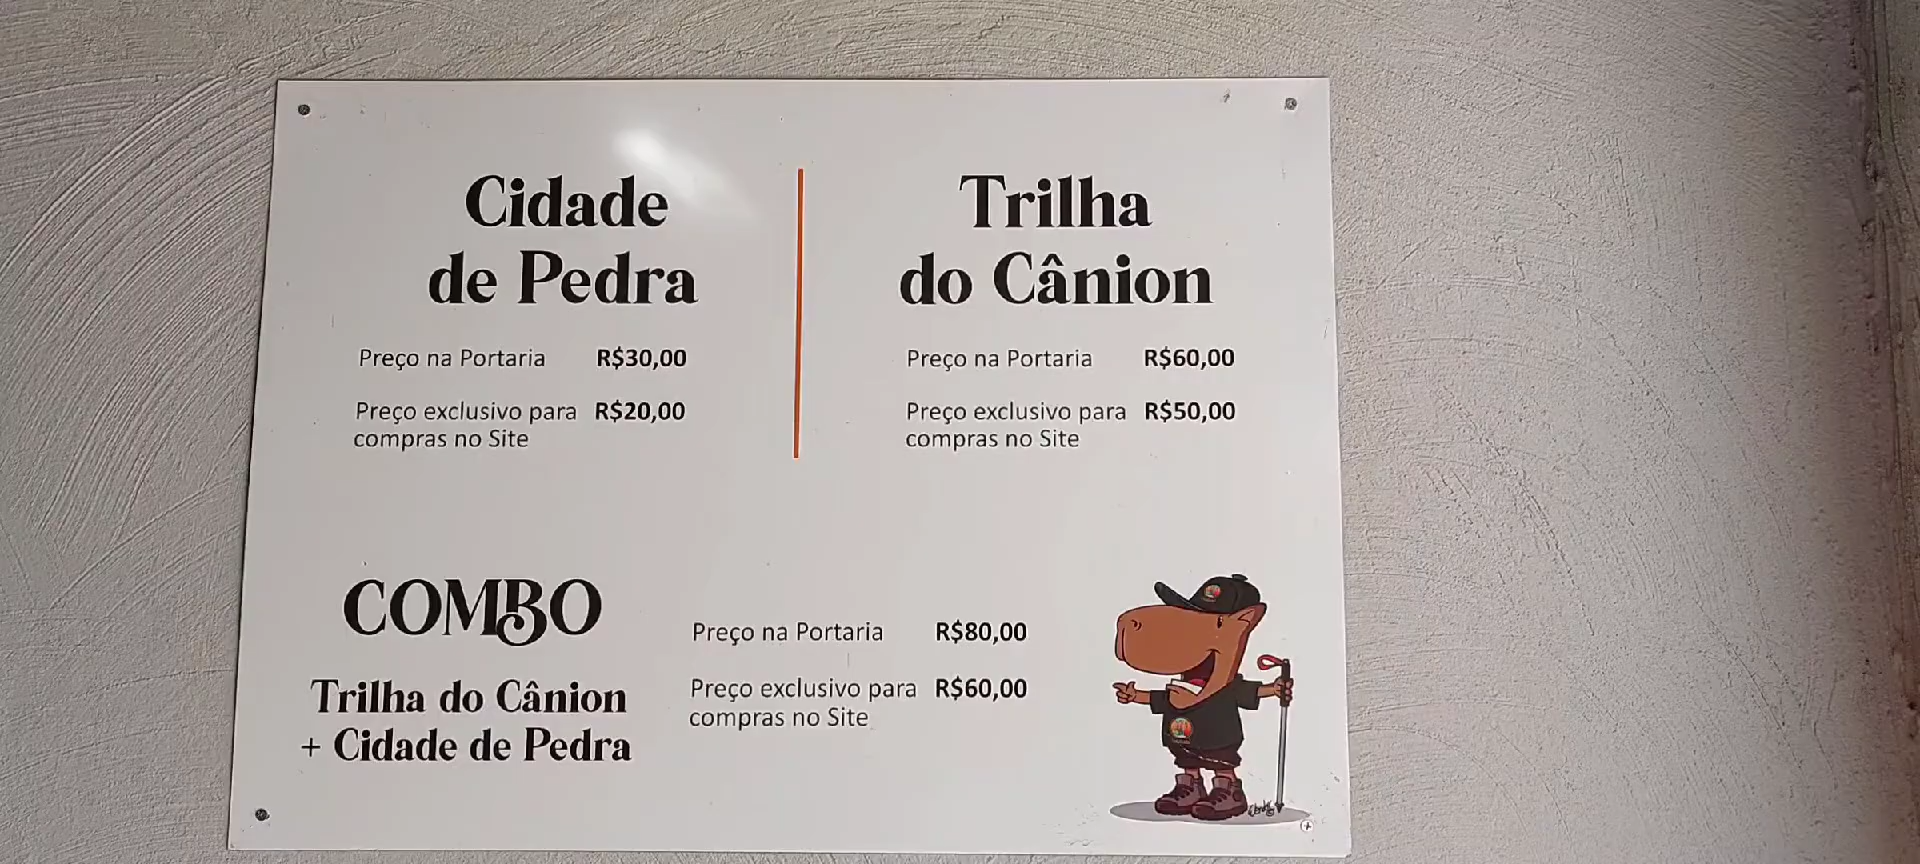 Cidade
de Pedra
Preço na Portaria R$30,00
Preço exclusivo para R$20,00
compras no Site
Trilha
do Cânion
Preço na Portaria R$60,00
Preço exclusivo para R$50,00
compras no Site
COMBO
Trilha do Cânion
+ Cidade de Pedra
Preço na Portaria R$80,00
Preço exclusivo para R$60,00
compras no Site